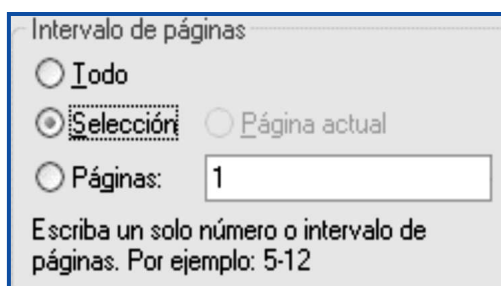 Intervalo de páginas
Todo
Selección Página actual
Páginas: 1
Escriba un solo número o intervalo de
páginas. Por ejemplo: 5-12